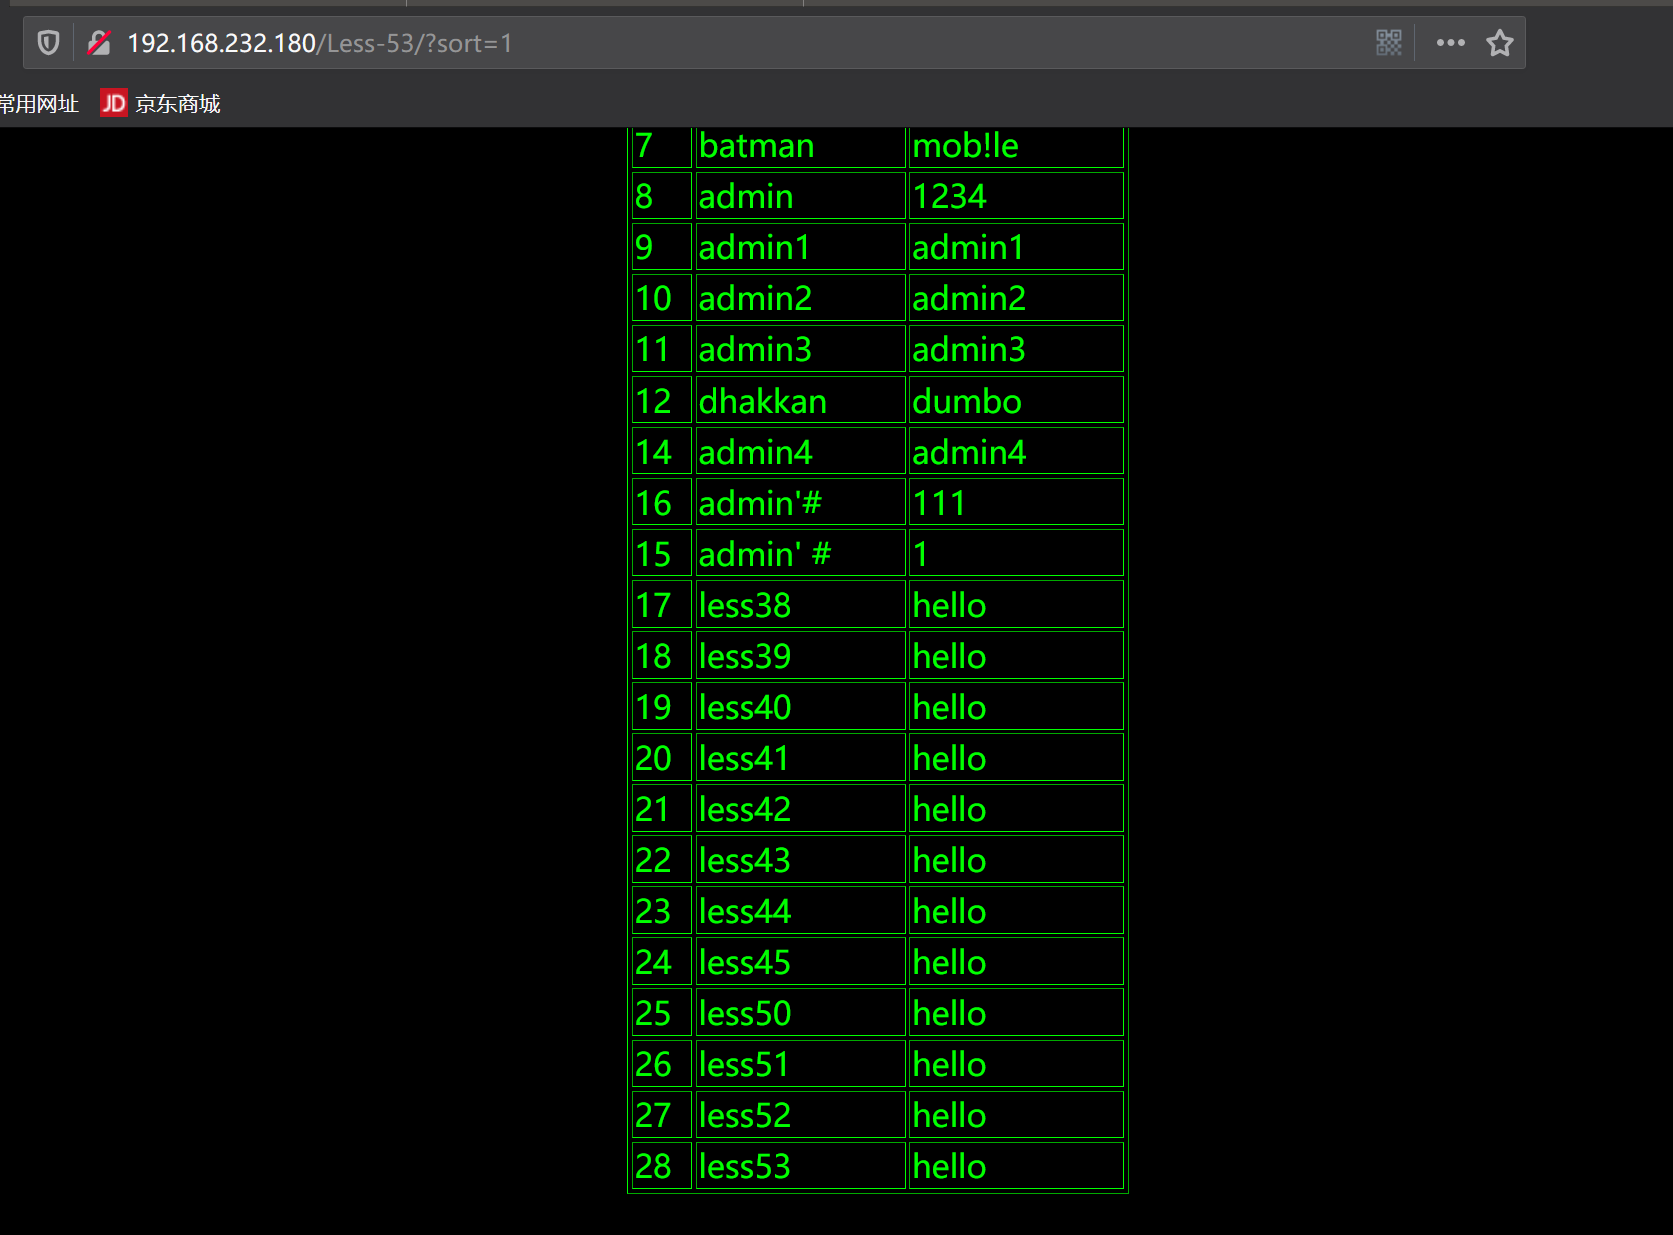 192.168.232.180/Less-53/?sort=1
常用网址 JD 京东商城
7 batman mob!le
8 admin 1234
9 admin1 admin1
10 admin2 admin2
11 admin3 admin3
12 dhakkan dumbo
14 admin4 admin4
16 admin'# 111
15 admin' # 1
17 less38 hello
18 less39 hello
19 less40 hello
20 less41 hello
21 less42 hello
22 less43 hello
23 less44 hello
24 less45 hello
25 less50 hello
26 less51 hello
27 less52 hello
28 less53 hello